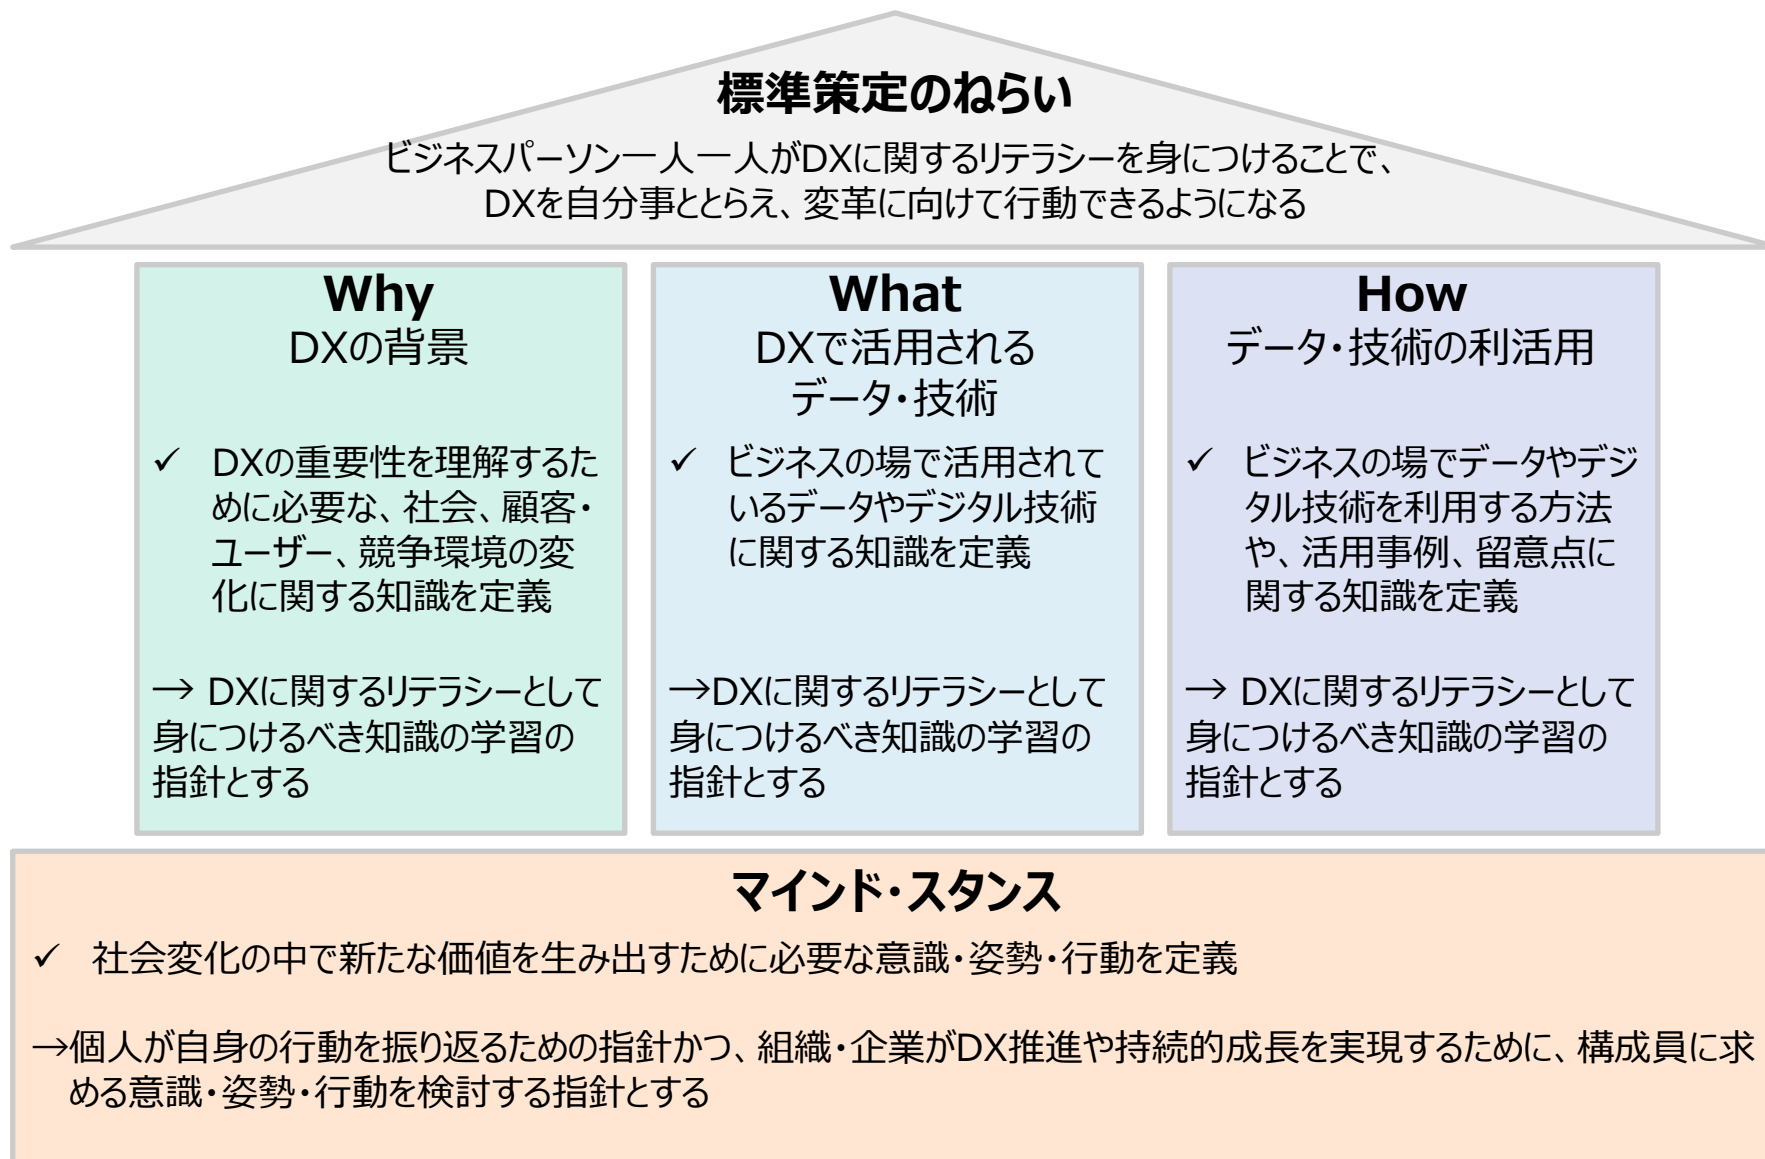 標準策定のねらい
ビジネスパーソン一人一人がDXに関するリテラシーを身につけることで、
DXを自分事ととらえ、変革に向けて行動できるようになる
Why
DXの背景
✓ DXの重要性を理解するた
めに必要な、社会、顧客・
ユーザー、競争環境の変
化に関する知識を定義
→ DXに関するリテラシーとして
身につけるべき知識の学習の
指針とする
What
DXで活用される
データ・技術
✓ ビジネスの場で活用されて
いるデータやデジタル技術
に関する知識を定義
→DXに関するリテラシーとして
身につけるべき知識の学習の
指針とする
How
データ・技術の利活用
✓ ビジネスの場でデータやデジ
タル技術を利用する方法
や、活用事例、留意点に
関する知識を定義
→ DXに関するリテラシーとして
身につけるべき知識の学習の
指針とする
マインド・スタンス
✓ 社会変化の中で新たな価値を生み出すために必要な意識・姿勢・行動を定義
→個人が自身の行動を振り返るための指針かつ、組織・企業がDX推進や持続的成長を実現するために、構成員に求
める意識・姿勢・行動を検討する指針とする